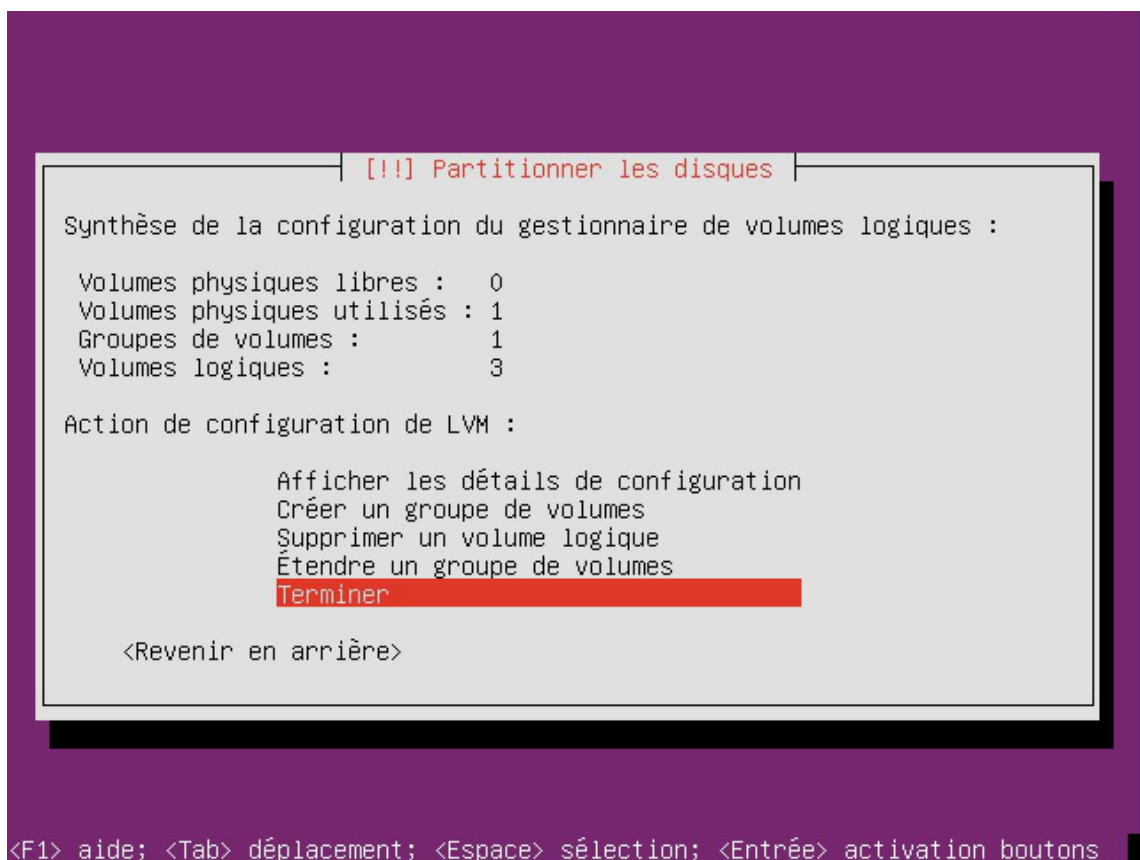 [!!] Partitionner les disques
Synthèse de la configuration du gestionnaire de volumes logiques :
Volumes physiques libres : 0
Volumes physiques utilisés : 1
Groupes de volumes : 1
Volumes logiques : 3
Action de configuration de LVM :
Afficher les détails de configuration
Créer un groupe de volumes
Supprimer un volume logique
Étendre un groupe de volumes
Terminer
<Revenir en arrière>
<F1> aide; <Tab> déplacement; <Espace> sélection; <Entrée> activation boutons